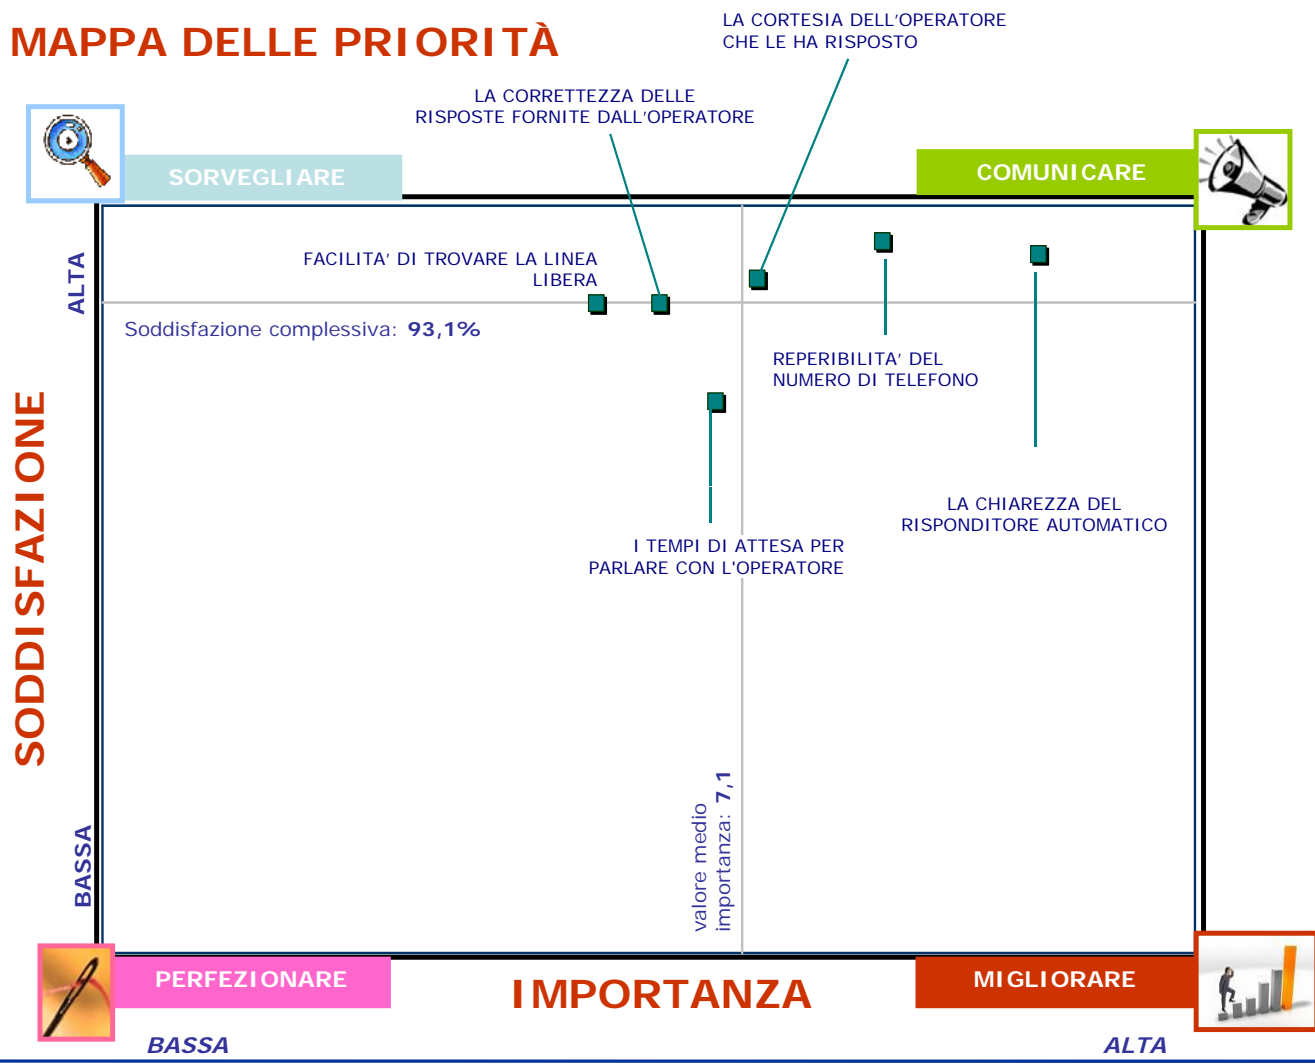 MAPPA DELLE PRIORITÀ
LA CORTESIA DELL'OPERATORE
CHE LE HA RISPOSTO
LA CORRETTEZZA DELLE
RISPOSTE FORNITE DALL'OPERATORE
SORVEGLIARE
COMUNICARE
ALTA
FACILITA' DI TROVARE LA LINEA
LIBERA
Soddisfazione complessiva: 93,1%
REPERIBILITA' DEL
NUMERO DI TELEFONO
SODDISFAZIONE
LA CHIAREZZA DEL
RISPONDITORE AUTOMATICO
I TEMPI DI ATTESA PER
PARLARE CON L'OPERATORE
valore medio
importanza: 7,1
BASSA
PERFEZIONARE
IMPORTANZA
MIGLIORARE
BASSA
ALTA